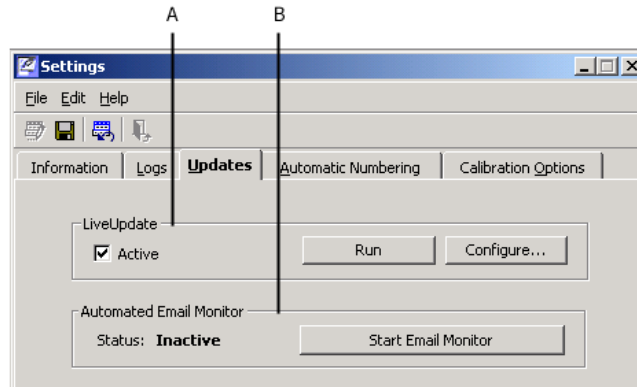 A B
Settings
File Edit Help
Information Logs Updates Automatic Numbering Calibration Options
LiveUpdate
Active Run Configure...
Automated Email Monitor
Status: Inactive Start Email Monitor